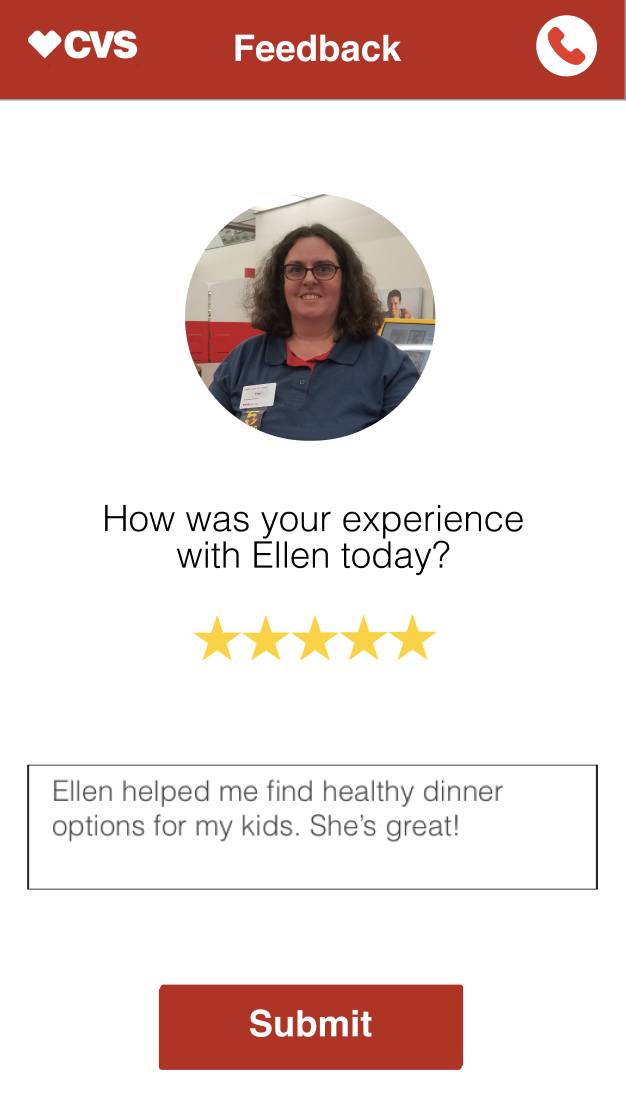 CVS
Feedback
How was your experience
with Ellen today?
Ellen helped me find healthy dinner
options for my kids. She’s great!
Submit